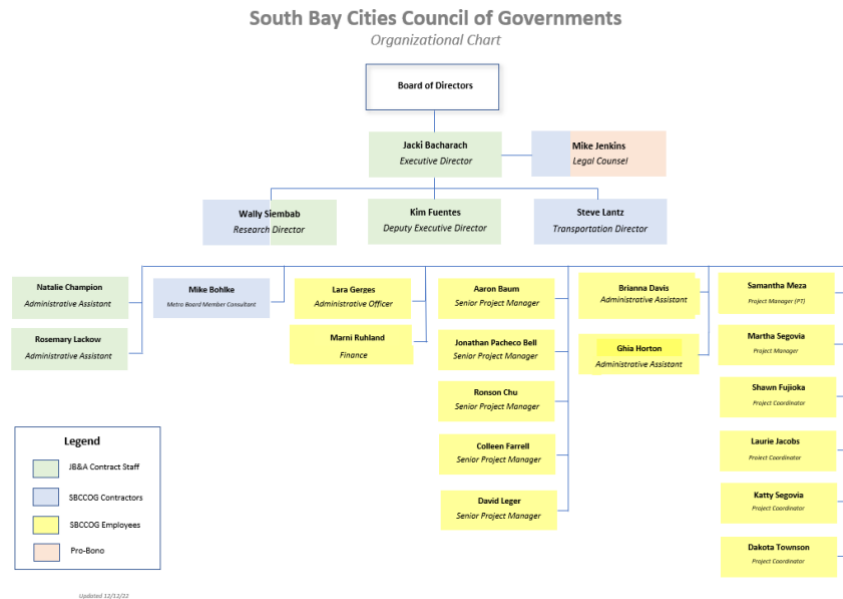 South Bay Cities Council of Governments
Organizational Chart
Board of Directors
Jacki Bacharach
Executive Director
Mike Jenkins
Legal Counsel
Wally Siembab
Research Director
Kim Fuentes
Deputy Executive Director
Steve Lantz
Transportation Director
Natalie Champion
Administrative Assistant
Rosemary Lackow
Administrative Assistant
Mike Bohlke
Metro Board Member Consultant
Lara Gerges
Administrative Officer
Marni Ruhland
Finance
Aaron Baum
Senior Project Manager
Jonathan Pacheco Bell
Senior Project Manager
Ronson Chu
Senior Project Manager
Colleen Farrell
Senior Project Manager
David Leger
Senior Project Manager
Brianna Davis
Administrative Assistant
Ghia Horton
Administrative Assistant
Samantha Meza
Project Manager (PT)
Martha Segovia
Project Manager
Shawn Fujioka
Project Coordinator
Laurie Jacobs
Project Coordinator
Katty Segovia
Project Coordinator
Dakota Townson
Project Coordinator
Legend
JB&A Contract Staff
SBCCOG Contractors
SBCCOG Employees
Pro-Bono
Updated 12/12/22